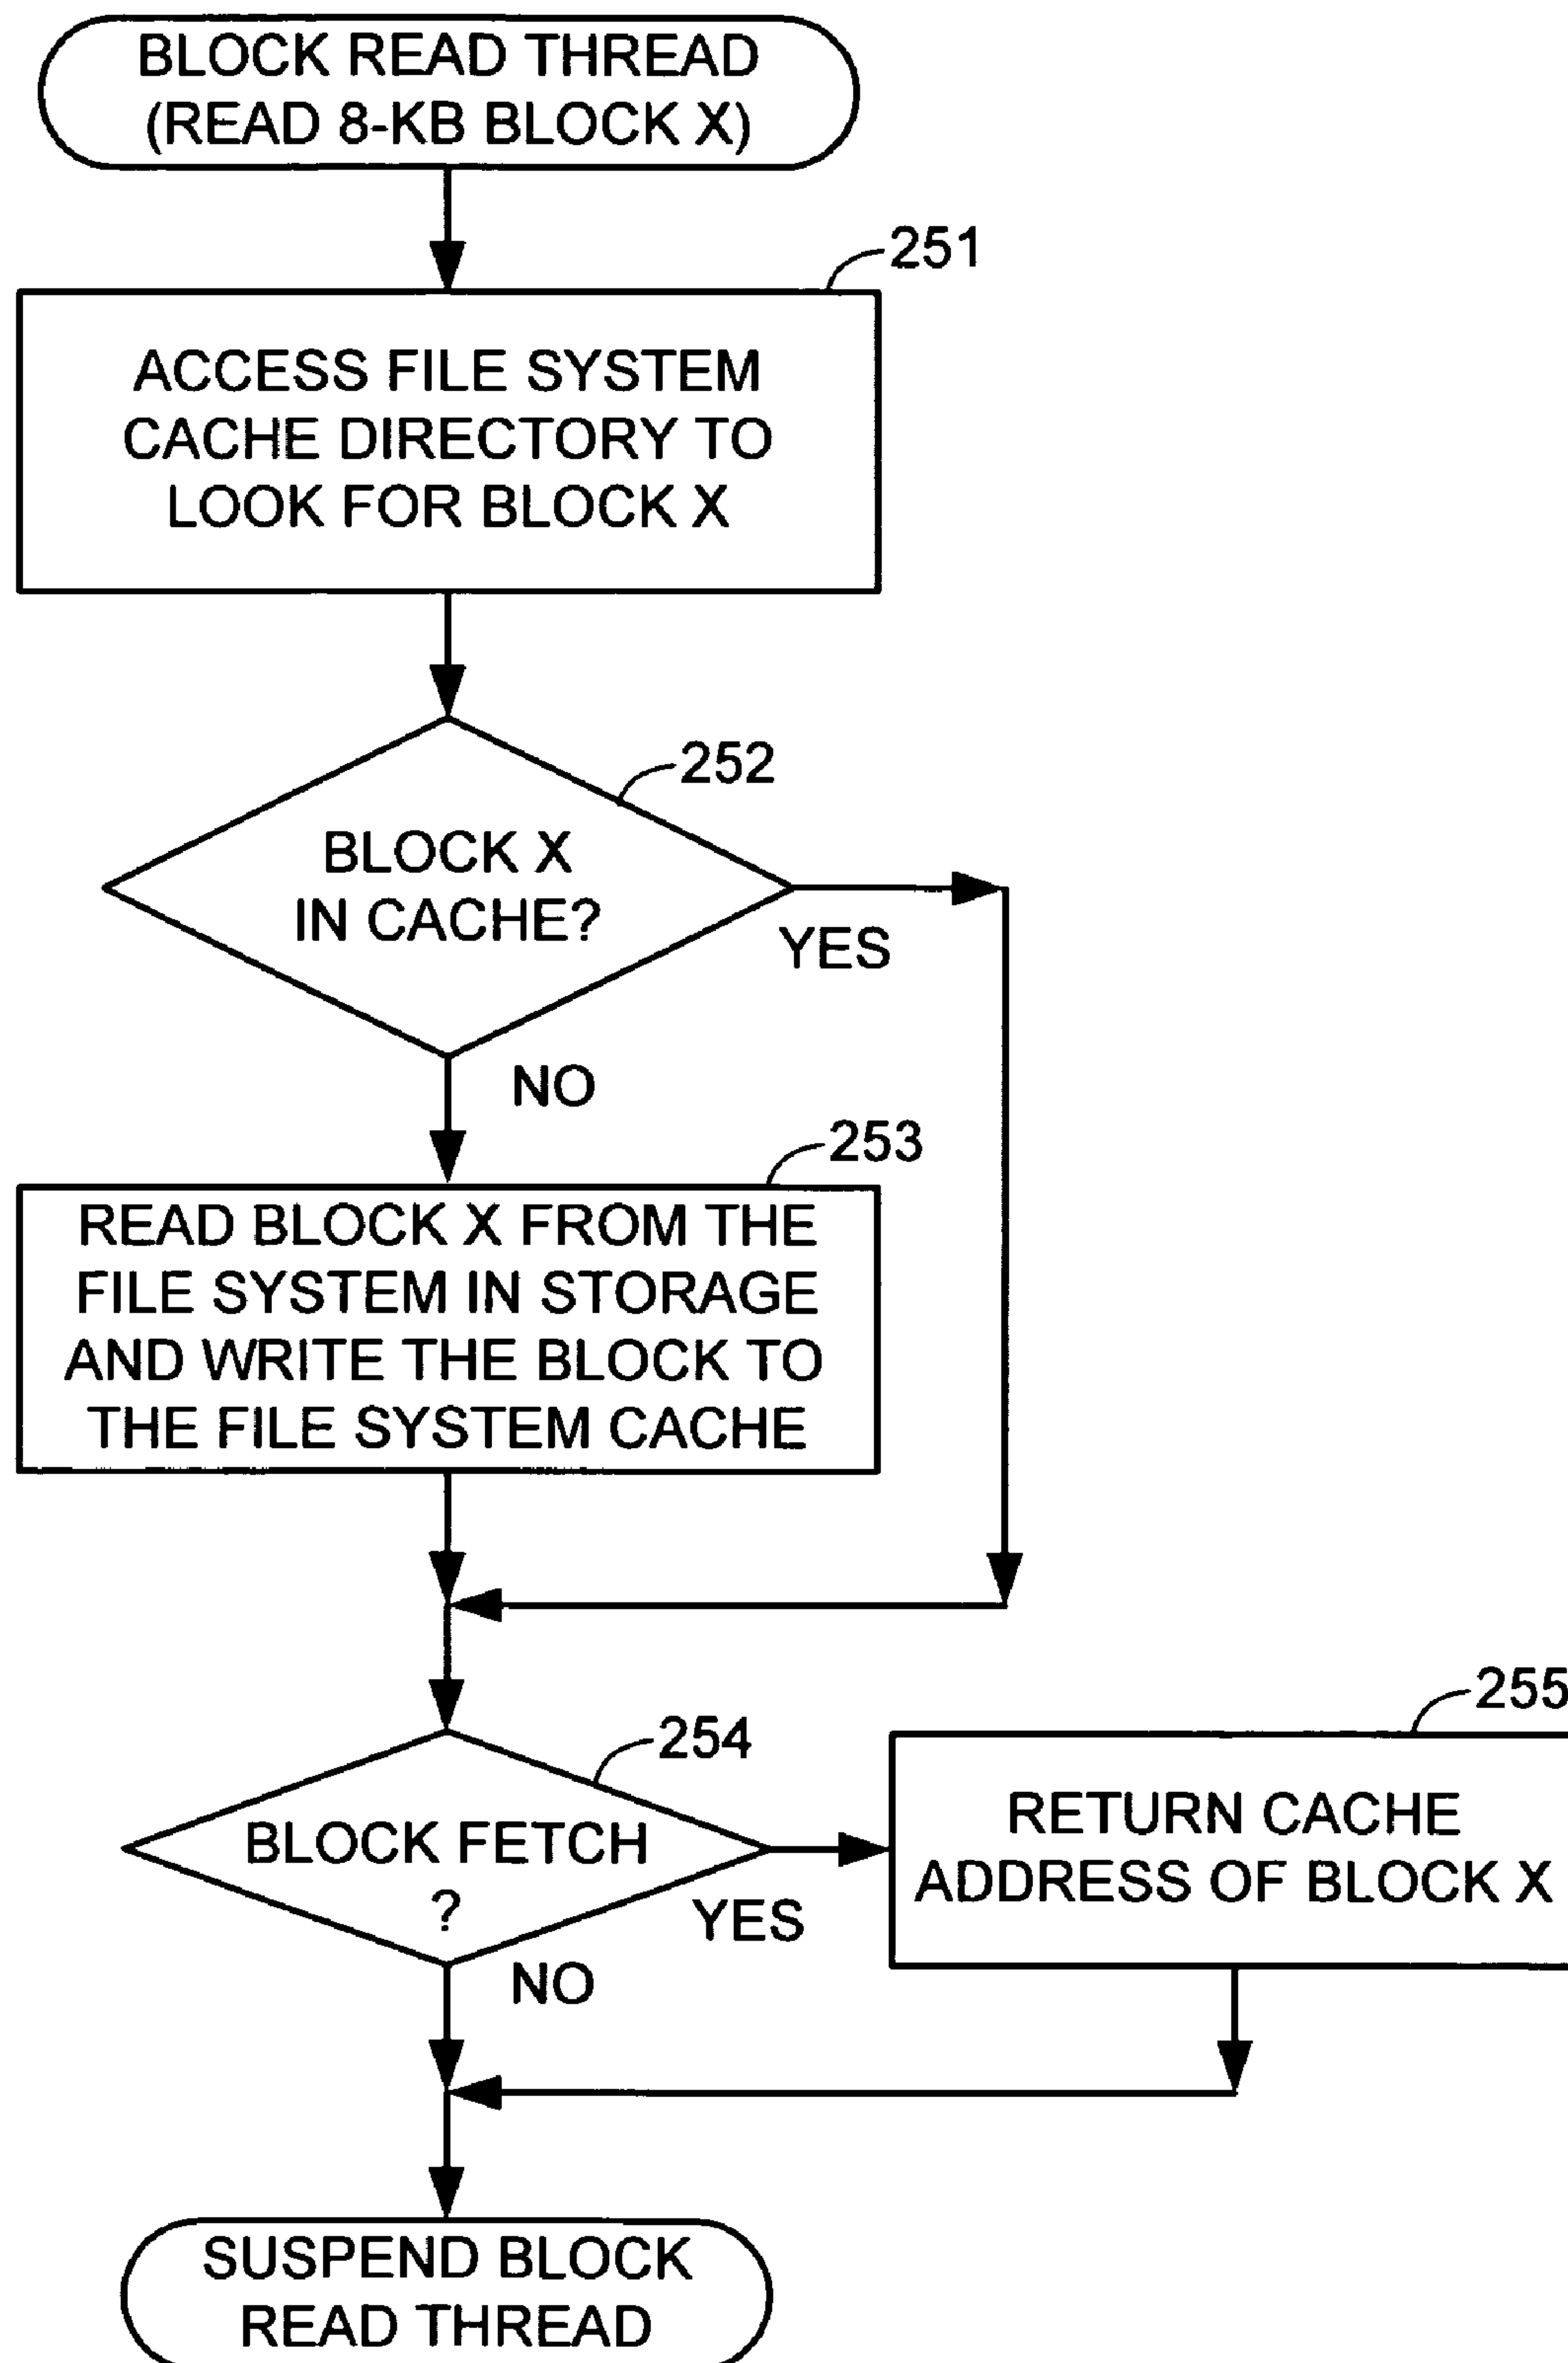 BLOCK READ THREAD
(READ 8-KB BLOCK X)
251
ACCESS FILE SYSTEM
CACHE DIRECTORY TO
LOOK FOR BLOCK X
252
BLOCK X
IN CACHE?
YES
NO
253
READ BLOCK X FROM THE
FILE SYSTEM IN STORAGE
AND WRITE THE BLOCK TO
THE FILE SYSTEM CACHE
254
BLOCK FETCH
?
YES
NO
255
RETURN CACHE
ADDRESS OF BLOCK X
SUSPEND BLOCK
READ THREAD